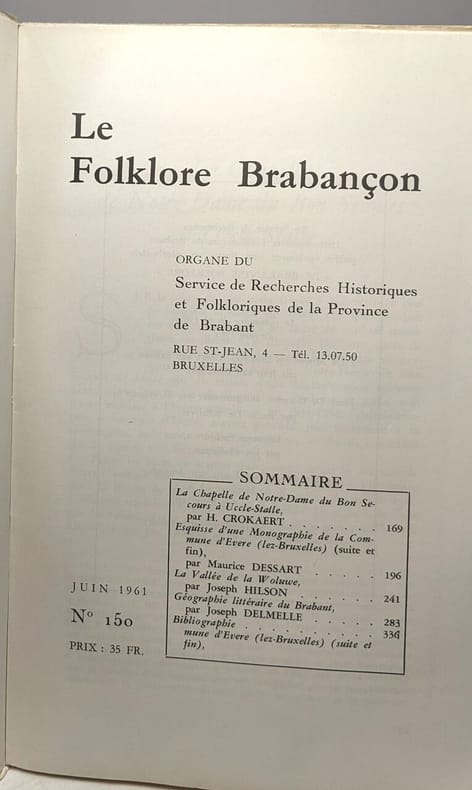 Le
Folklore Brabançon
ORGANE DU
Service de Recherches Historiques
et Folkloriques de la Province
de Brabant
RUE ST-JEAN, 4 — Tél. 13.07.50
BRUXELLES
SOMMAIRE
La Chapelle de Notre-Dame du Bon Se-
cours à Uccle-Stalle,
par H. CROKAERT . . . . . . . 169
Esquisse d'une Monographie de la Com-
mune d'Evere (lez-Bruxelles) (suite et
fin),
par Maurice DESSART . . . . . 196
La Vallée de la Woluwe,
par Joseph HILSON . . . . . . 241
Géographie littéraire du Brabant,
par Joseph DELMELLE . . . . . 283
Bibliographie . . . . . . . . . . 336
mune d'Evere (lez-Bruxelles) (suite et
fin),
JUIN 1961
Nº 150
PRIX : 35 FR.